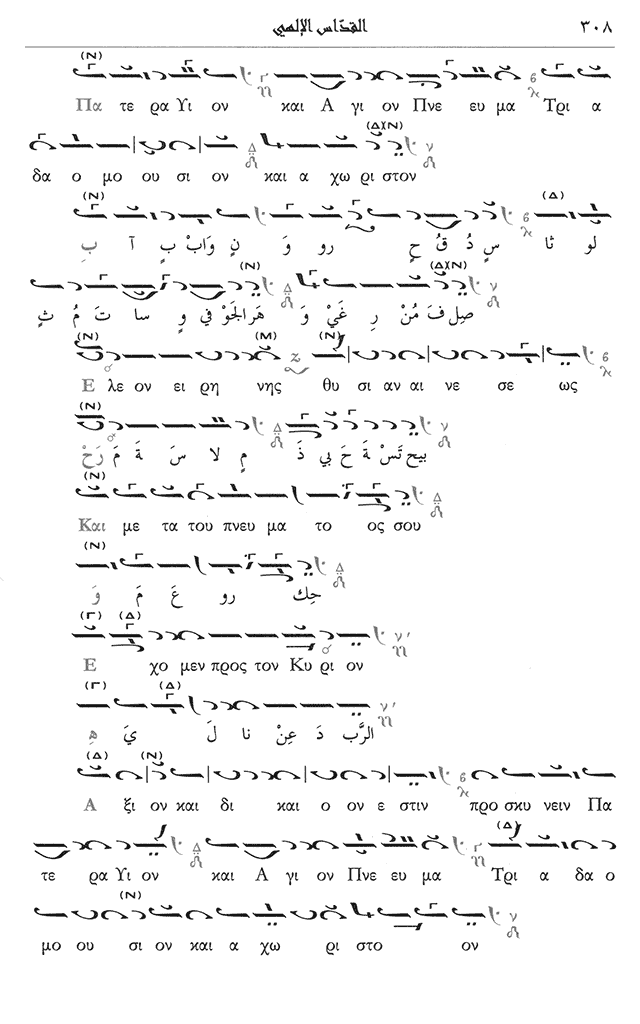 القدّاس الإلهي ٣٠٨
Πα τε ρα Υι ον και Α γι ον Πνε ευ μα Τρι α
δα ο μο ου σι ον και α χω ρι στον
بِ آ بٍ وَابْ نٍ وَ رو حٍ قُ دُ سٍ ثا لو
ثٍ مُ تَ سا وٍ في الجَوْ هَر وَ غَيْ رِ مُنْ فَ صِل
Ε λε ον ει ρη νης θυ σι αν αι νε σε ως
رَحْ مَ ةَ سَ لا مٍ ذَ بي حَ ةَ تَسْ بيح
Και με τα του πνευ μα το ος σου
وَ مَ عَ رو حِك
Ε χο μεν προς τον Κυ ρι ον
هِ يَ لَ نا عِنْ دَ الرَّب
Α ξι ον και δι και ο ον ε στιν προ σκυ νειν Πα
τε ρα Υι ον και Α γι ον Πνε ευ μα Τρι α δα ο
μο ου σι ον και α χω ρι στο ον